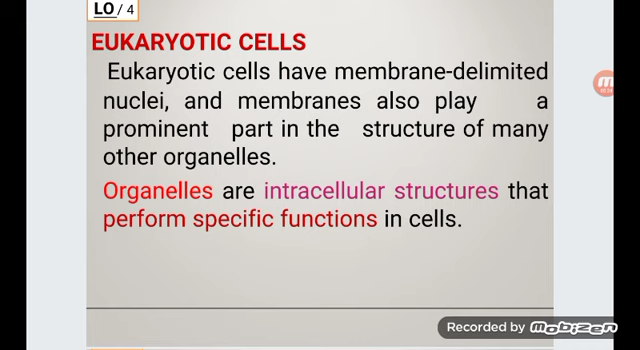 LO / 4
EUKARYOTIC CELLS
Eukaryotic cells have membrane-delimited
nuclei, and membranes also play a
prominent part in the structure of many
other organelles.
Organelles are intracellular structures that
perform specific functions in cells.
Recorded by mobizen